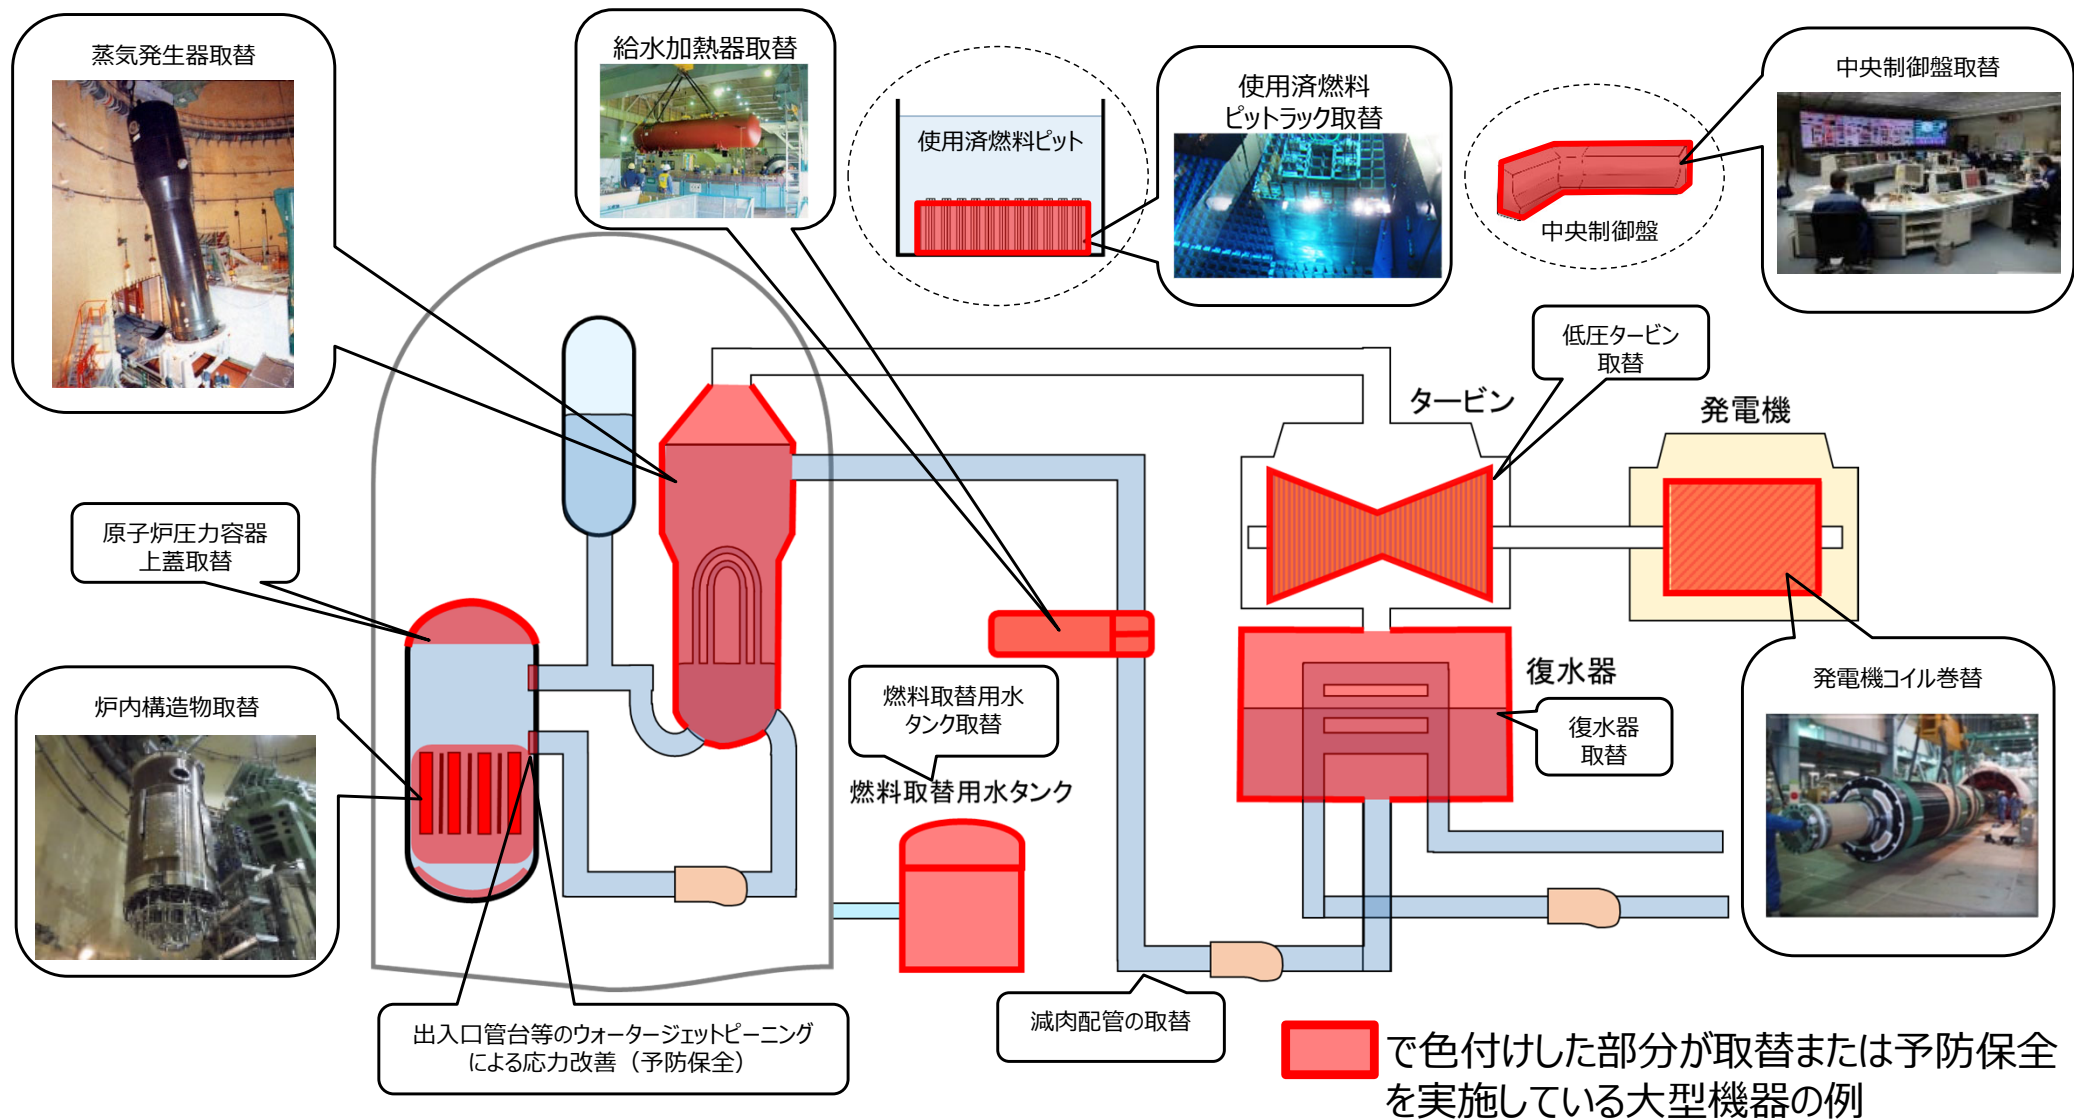 蒸気発生器取替
給水加熱器取替
使用済燃料ピット
使用済燃料
ピットラック取替
中央制御盤
中央制御盤取替
低圧タービン
取替
タービン
発電機
原子炉圧力容器
上蓋取替
炉内構造物取替
燃料取替用水
タンク取替
燃料取替用水タンク
復水器
復水器
取替
発電機コイル巻替
出入口管台等のウォータージェットピーニング
による応力改善（予防保全）
減肉配管の取替
で色付けした部分が取替または予防保全
を実施している大型機器の例